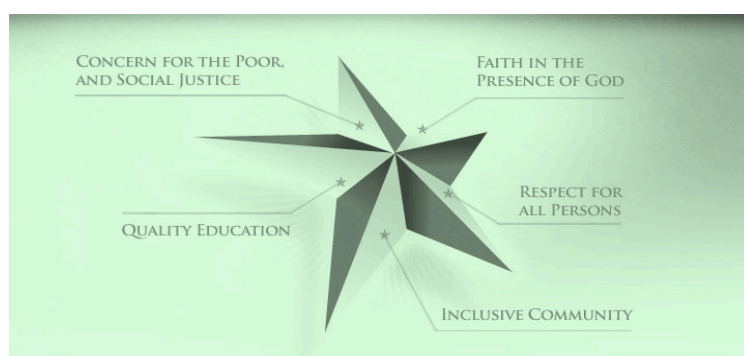 Concern for the Poor,
and Social Justice
Faith in the
Presence of God
Respect for
all Persons
Quality Education
Inclusive Community